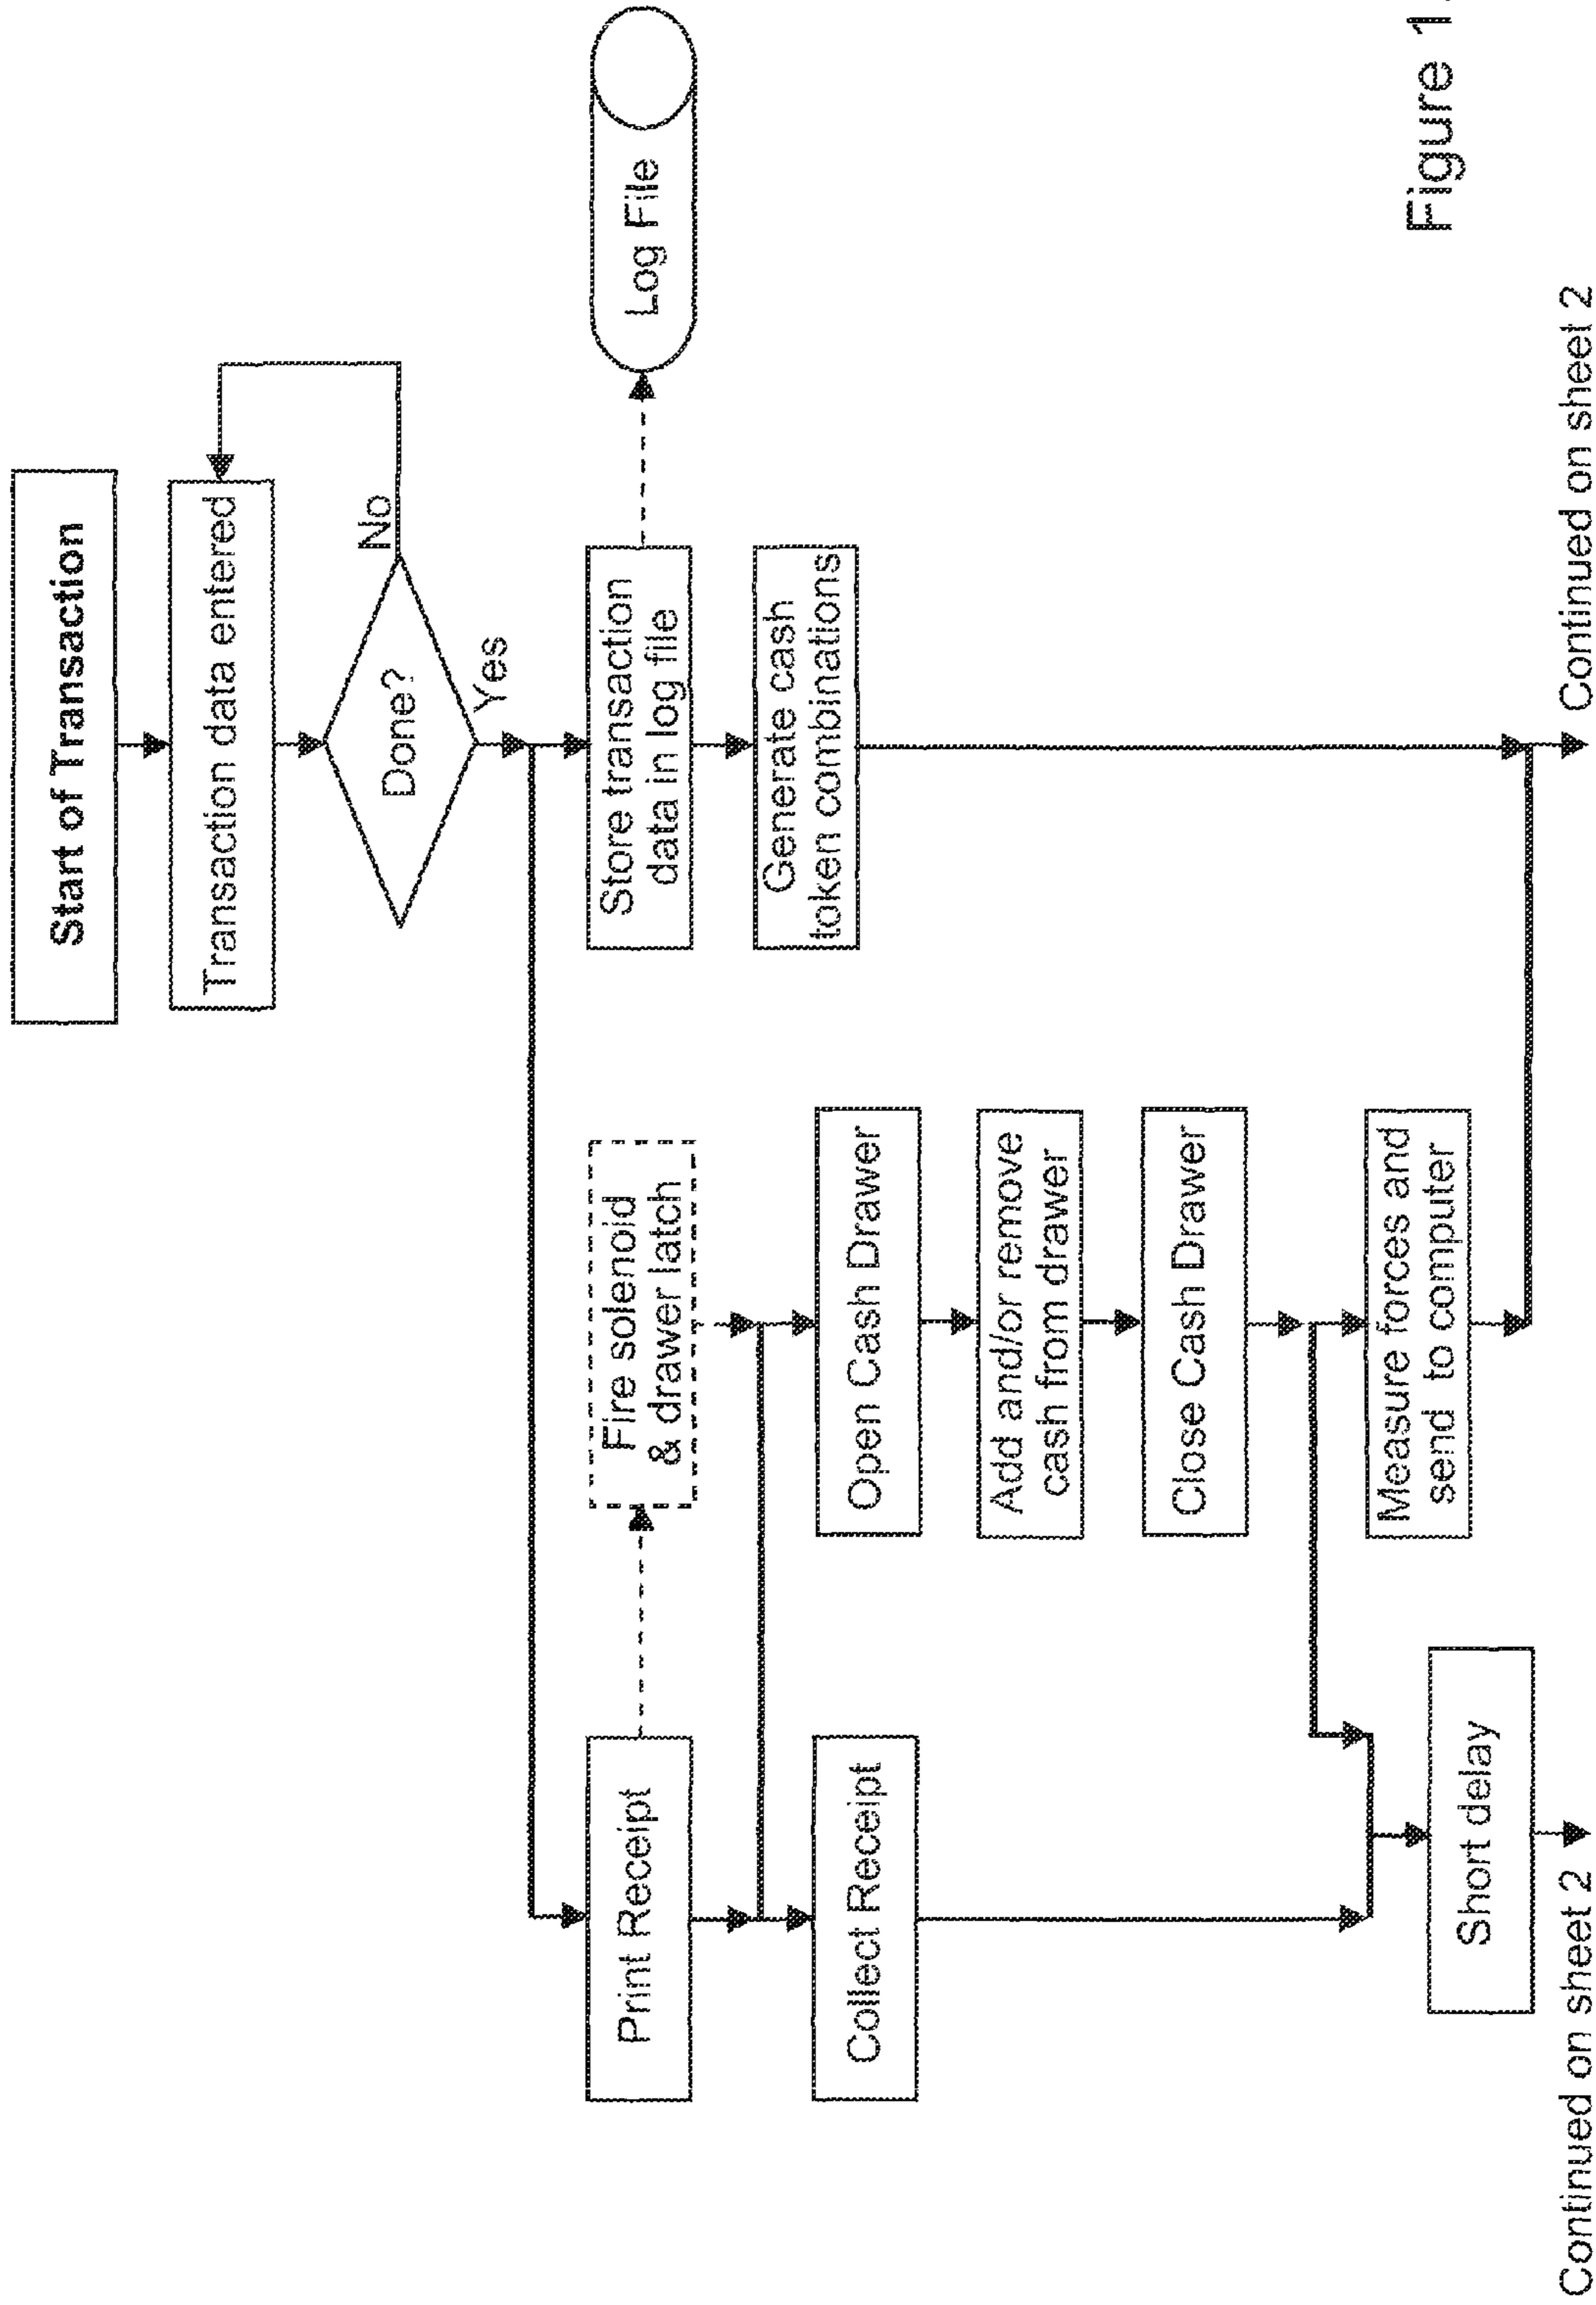 Start of Transaction
Transaction data entered
Done?
No
Yes
Print Receipt
Fire solenoid
& drawer latch
Store transaction
data in log file
Log File
Generate cash
token combinations
Collect Receipt
Open Cash Drawer
Add and/or remove
cash from drawer
Close Cash Drawer
Measure forces and
send to computer
Short delay
Figure 1.
Continued on sheet 2
Continued on sheet 2